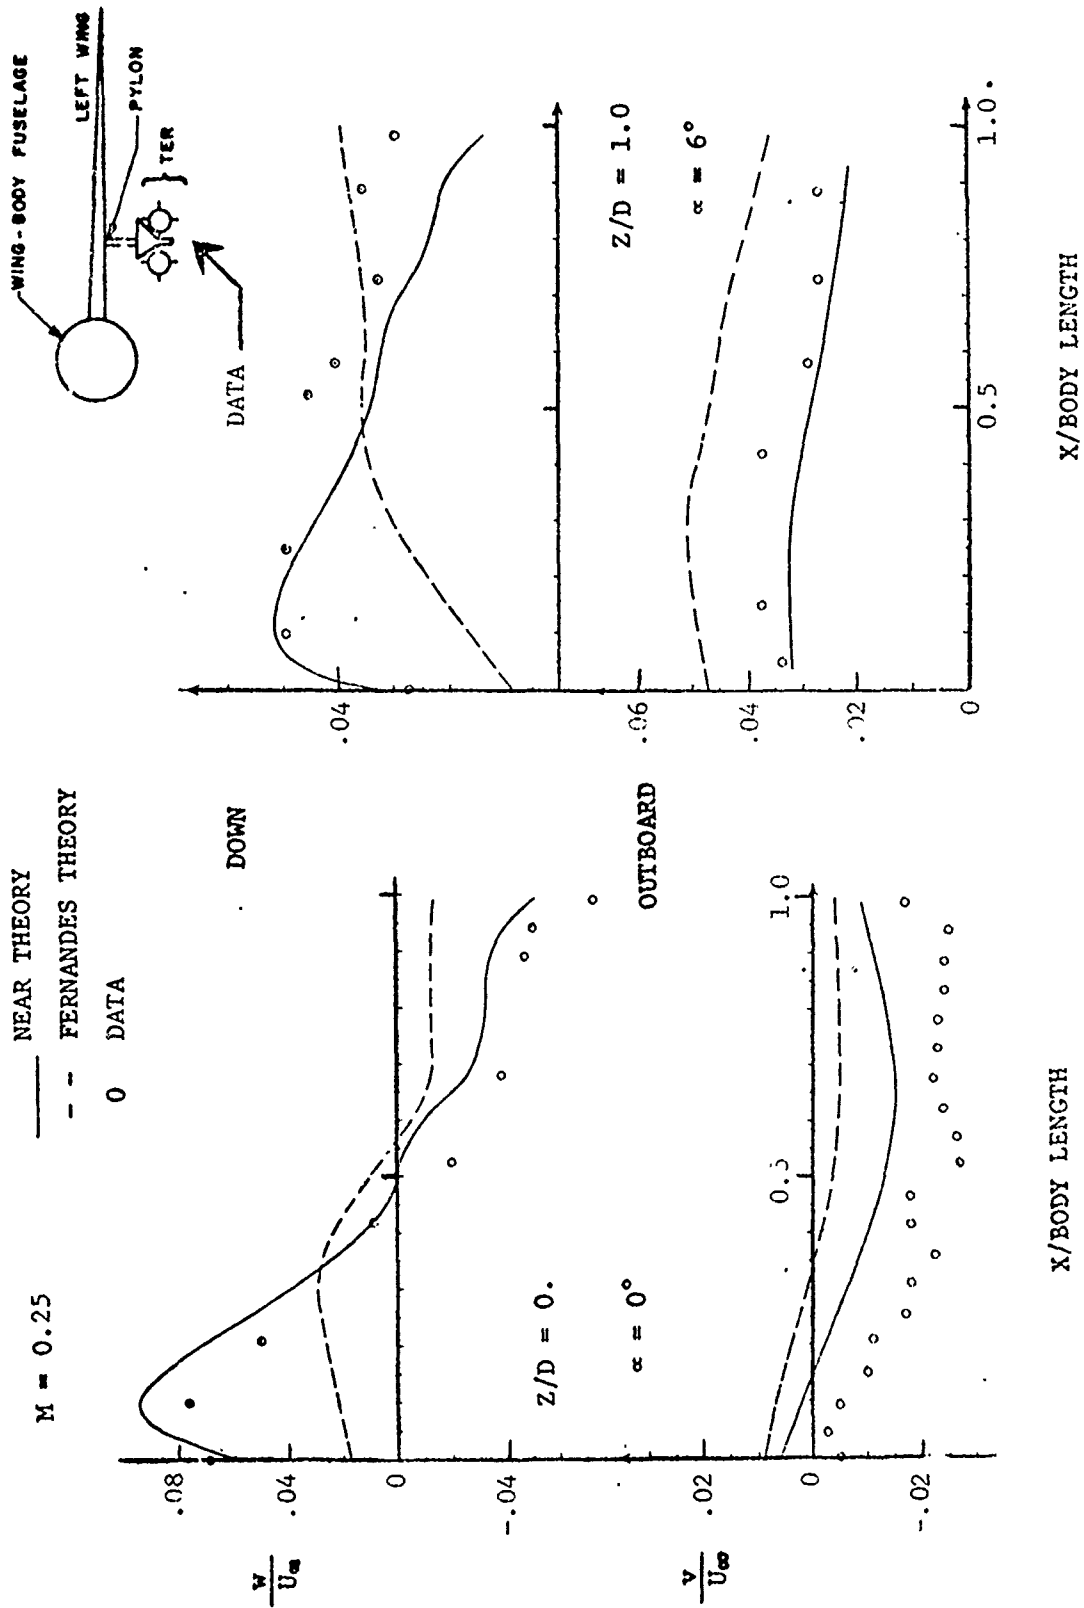 M = 0.25
NEAR THEORY
FERNANDES THEORY
O DATA
WING-BODY FUSELAGE
LEFT WING
PYLON
TER
DATA
DOWN
w/U∞
.08
.04
0
-.04
.04
Z/D = 0.
α = 0°
Z/D = 1.0
α = 6°
OUTBOARD
v/U∞
.02
0
-.02
0.5
1.0
.06
.04
.02
0
0.5
1.0.
X/BODY LENGTH
X/BODY LENGTH